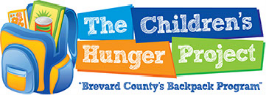 The Children's
Hunger Project
"Brevard County's Backpack Program"